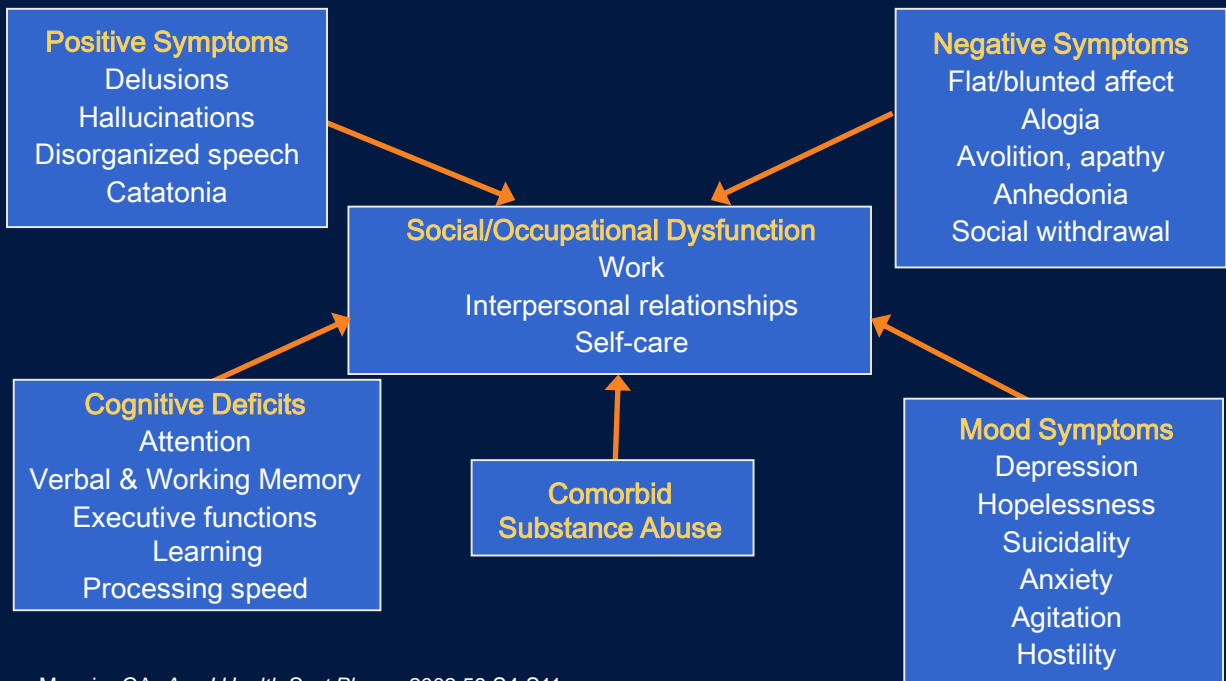 Positive Symptoms
Delusions
Hallucinations
Disorganized speech
Catatonia
Negative Symptoms
Flat/blunted affect
Alogia
Avolition, apathy
Anhedonia
Social withdrawal
Social/Occupational Dysfunction
Work
Interpersonal relationships
Self-care
Cognitive Deficits
Attention
Verbal & Working Memory
Executive functions
Learning
Processing speed
Comorbid
Substance Abuse
Mood Symptoms
Depression
Hopelessness
Suicidality
Anxiety
Agitation
Hostility